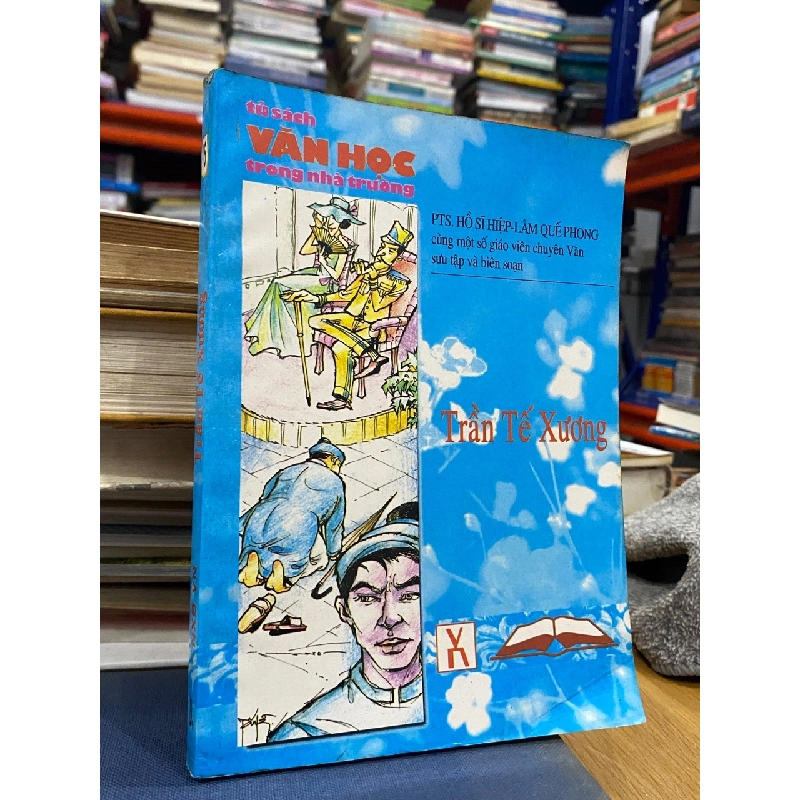 tủ sách
VĂN HỌC
trong nhà trường
PTS. HỒ SĨ HIỆP-LÂM QUẾ PHONG
cùng một số giáo viên chuyên Văn
sưu tập và biên soạn
Trần Tế Xương